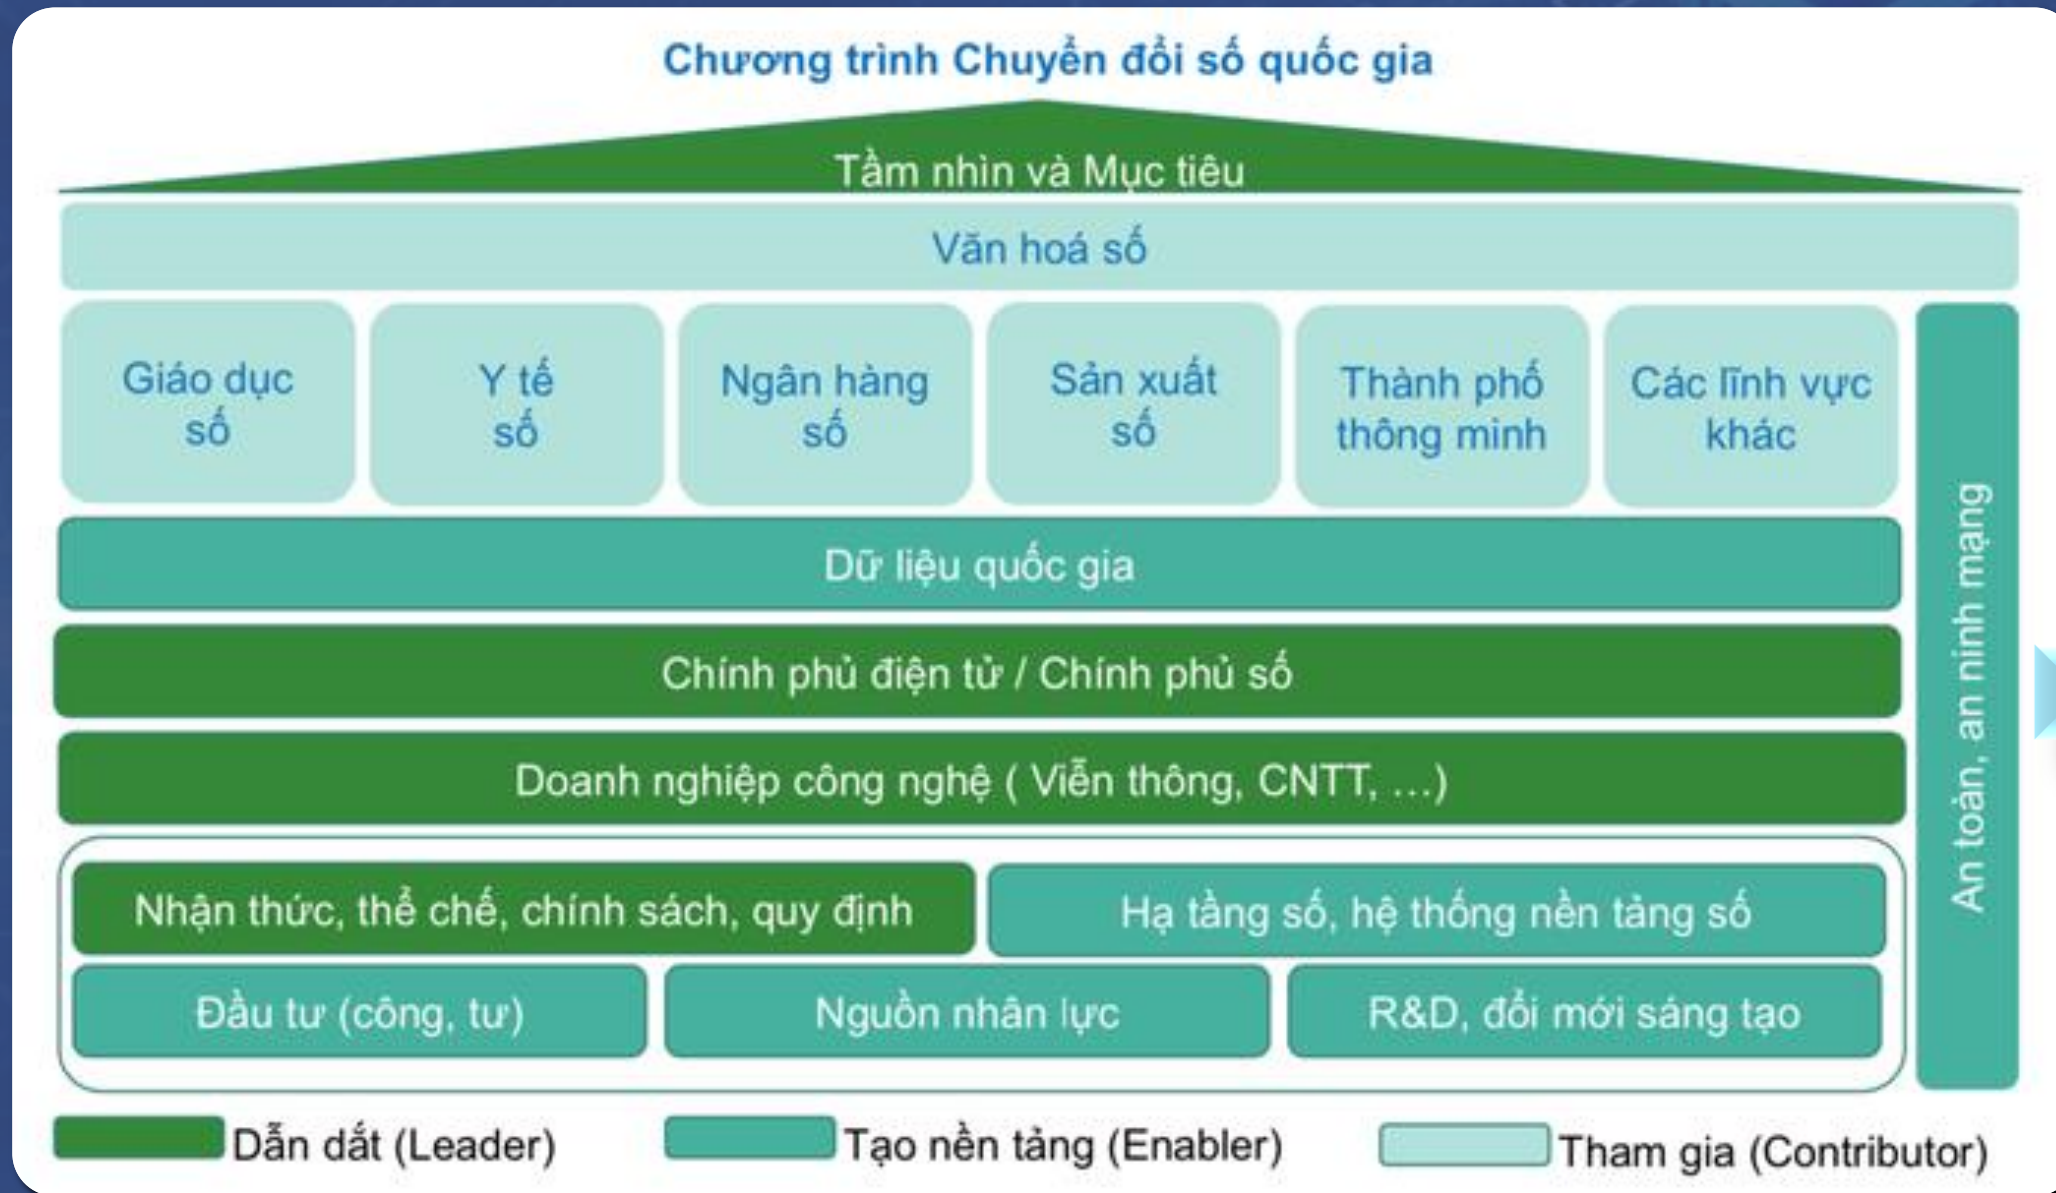 Chương trình Chuyển đổi số quốc gia
Tầm nhìn và Mục tiêu
Văn hoá số
Giáo dục
số
Y tế
số
Ngân hàng
số
Sản xuất
số
Thành phố
thông minh
Các lĩnh vực
khác
Dữ liệu quốc gia
Chính phủ điện tử / Chính phủ số
Doanh nghiệp công nghệ ( Viễn thông, CNTT, ...)
Nhận thức, thể chế, chính sách, quy định
Hạ tầng số, hệ thống nền tảng số
Đầu tư (công, tư)
Nguồn nhân lực
R&D, đổi mới sáng tạo
An toàn, an ninh mạng
Dẫn dắt (Leader)
Tạo nền tảng (Enabler)
Tham gia (Contributor)